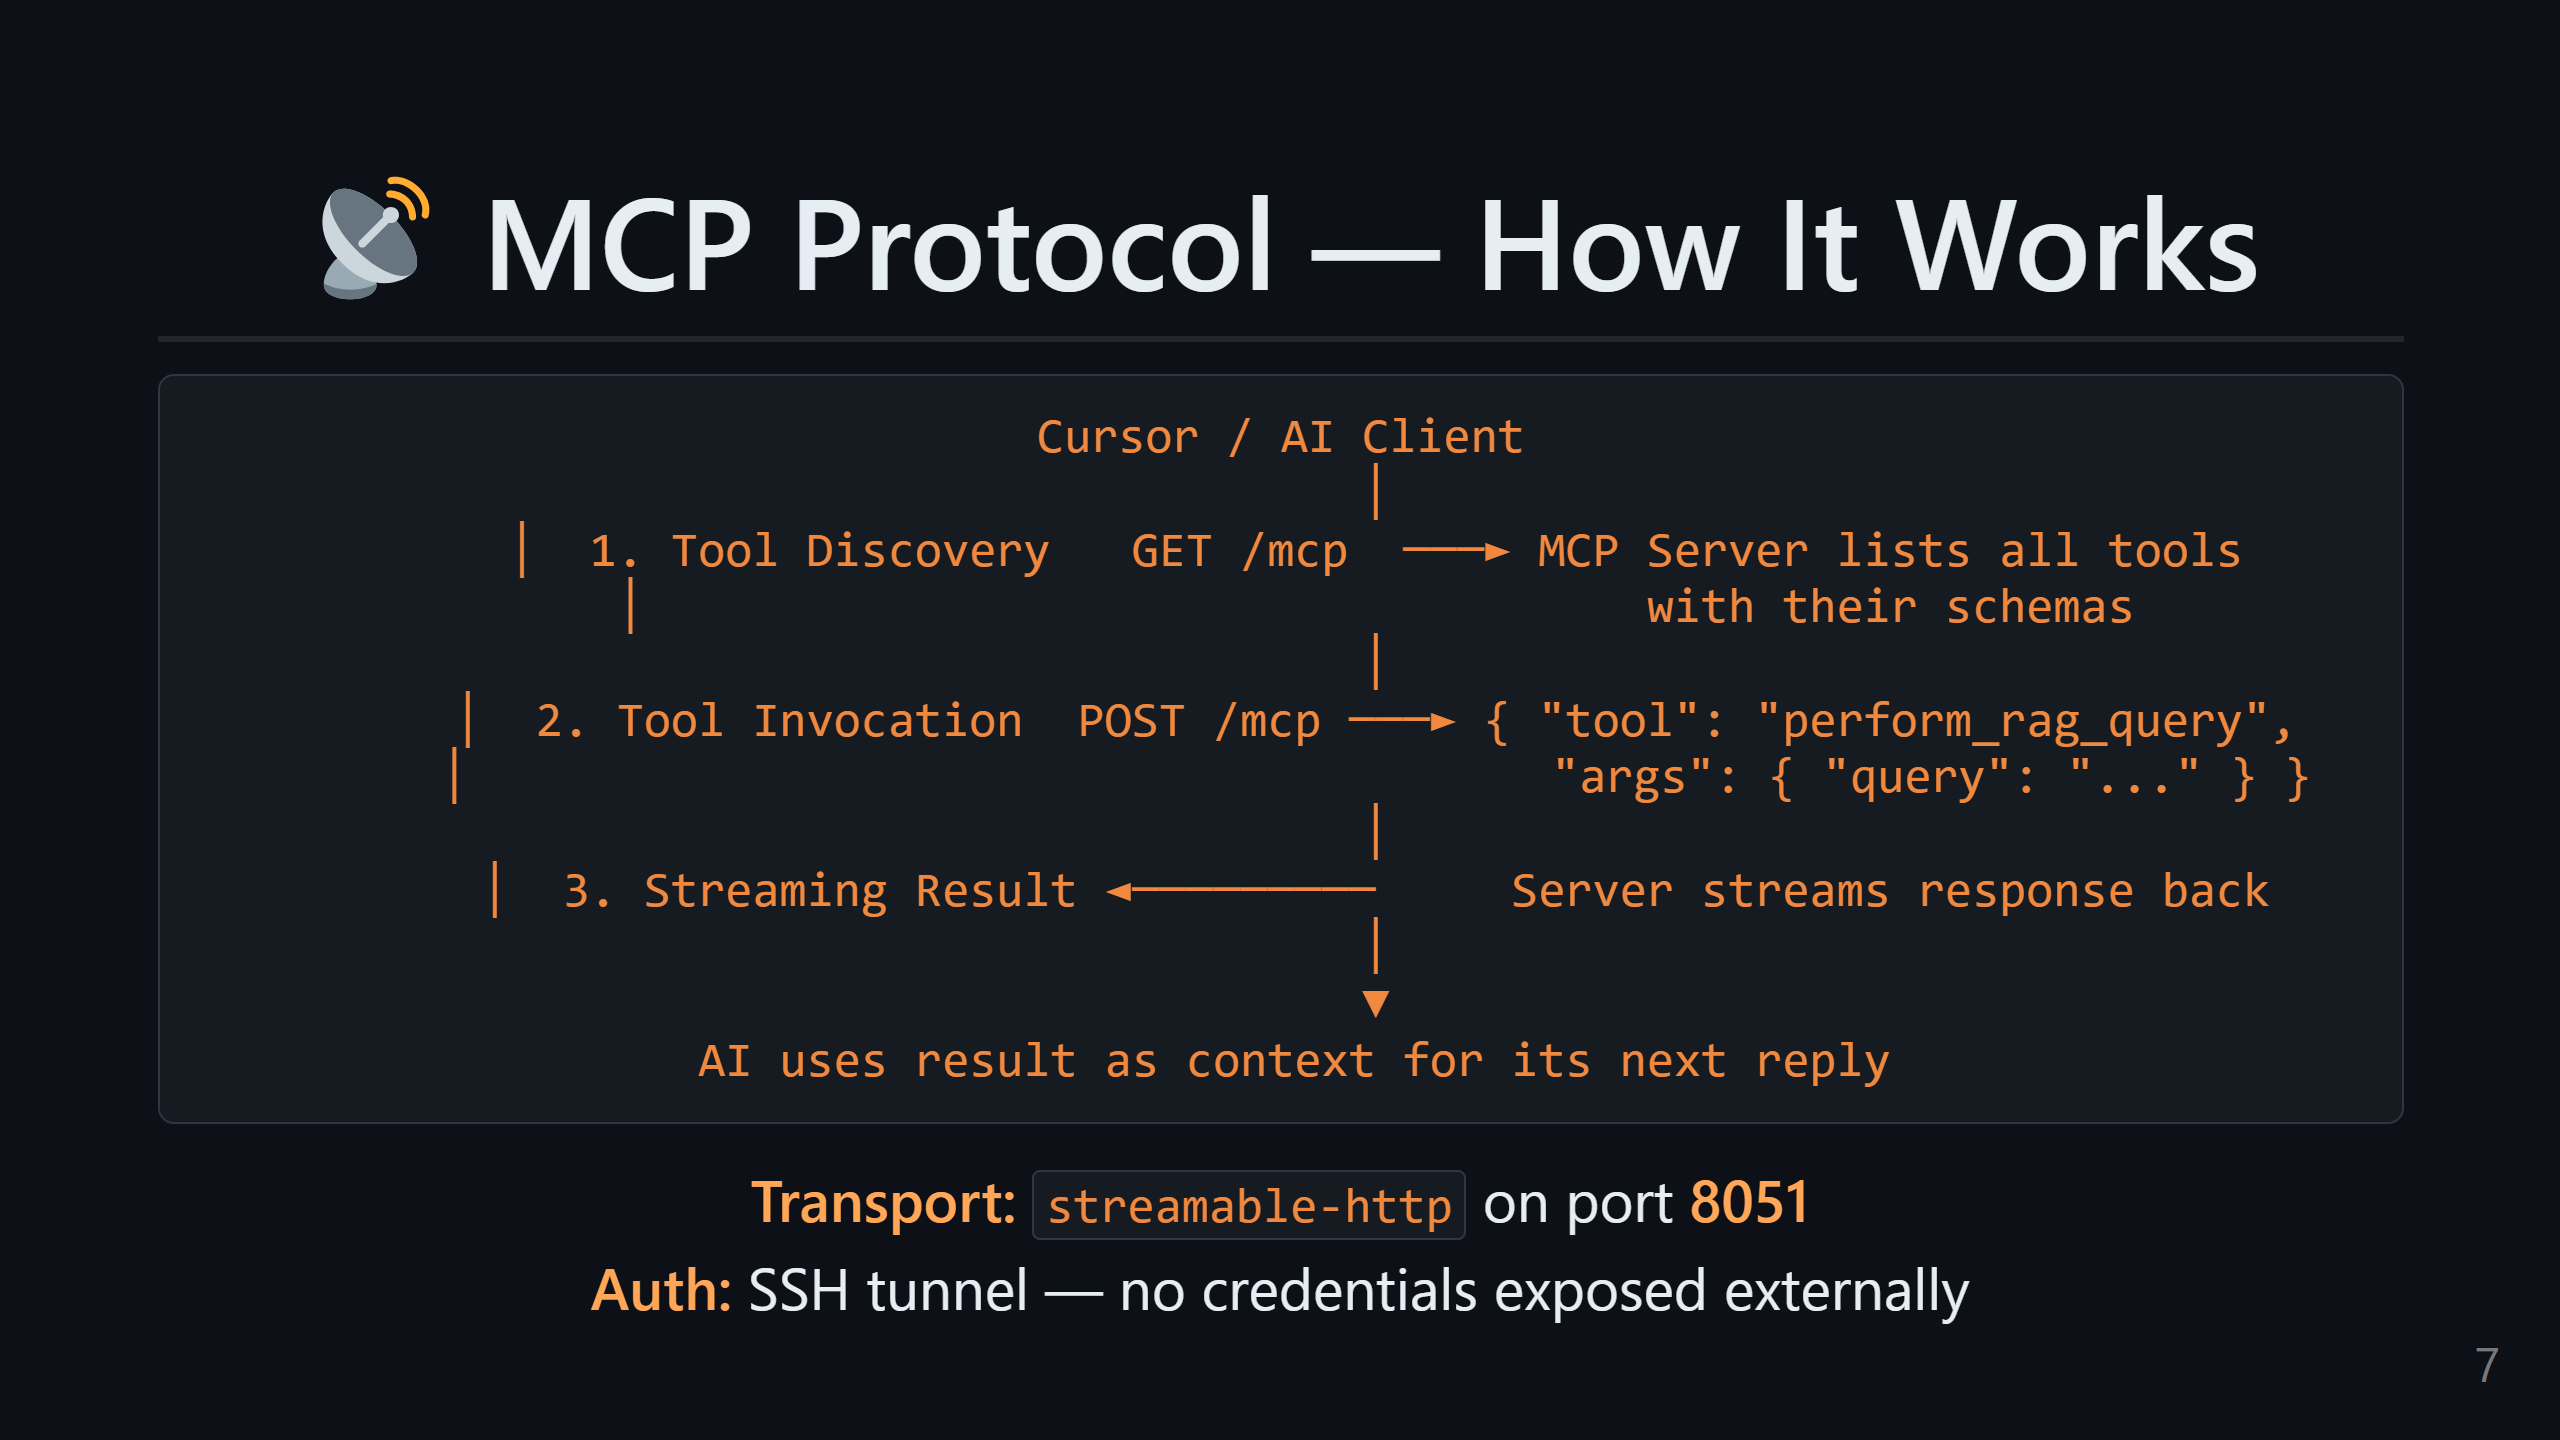 MCP Protocol — How It Works
Cursor / AI Client
│
│  1. Tool Discovery   GET /mcp  ───► MCP Server lists all tools
│                                     with their schemas
│
│  2. Tool Invocation  POST /mcp ───► { "tool": "perform_rag_query",
│                                       "args": { "query": "..." } }
│
│  3. Streaming Result ◄─────────     Server streams response back
│
▼
AI uses result as context for its next reply
Transport: streamable-http on port 8051
Auth: SSH tunnel — no credentials exposed externally
7